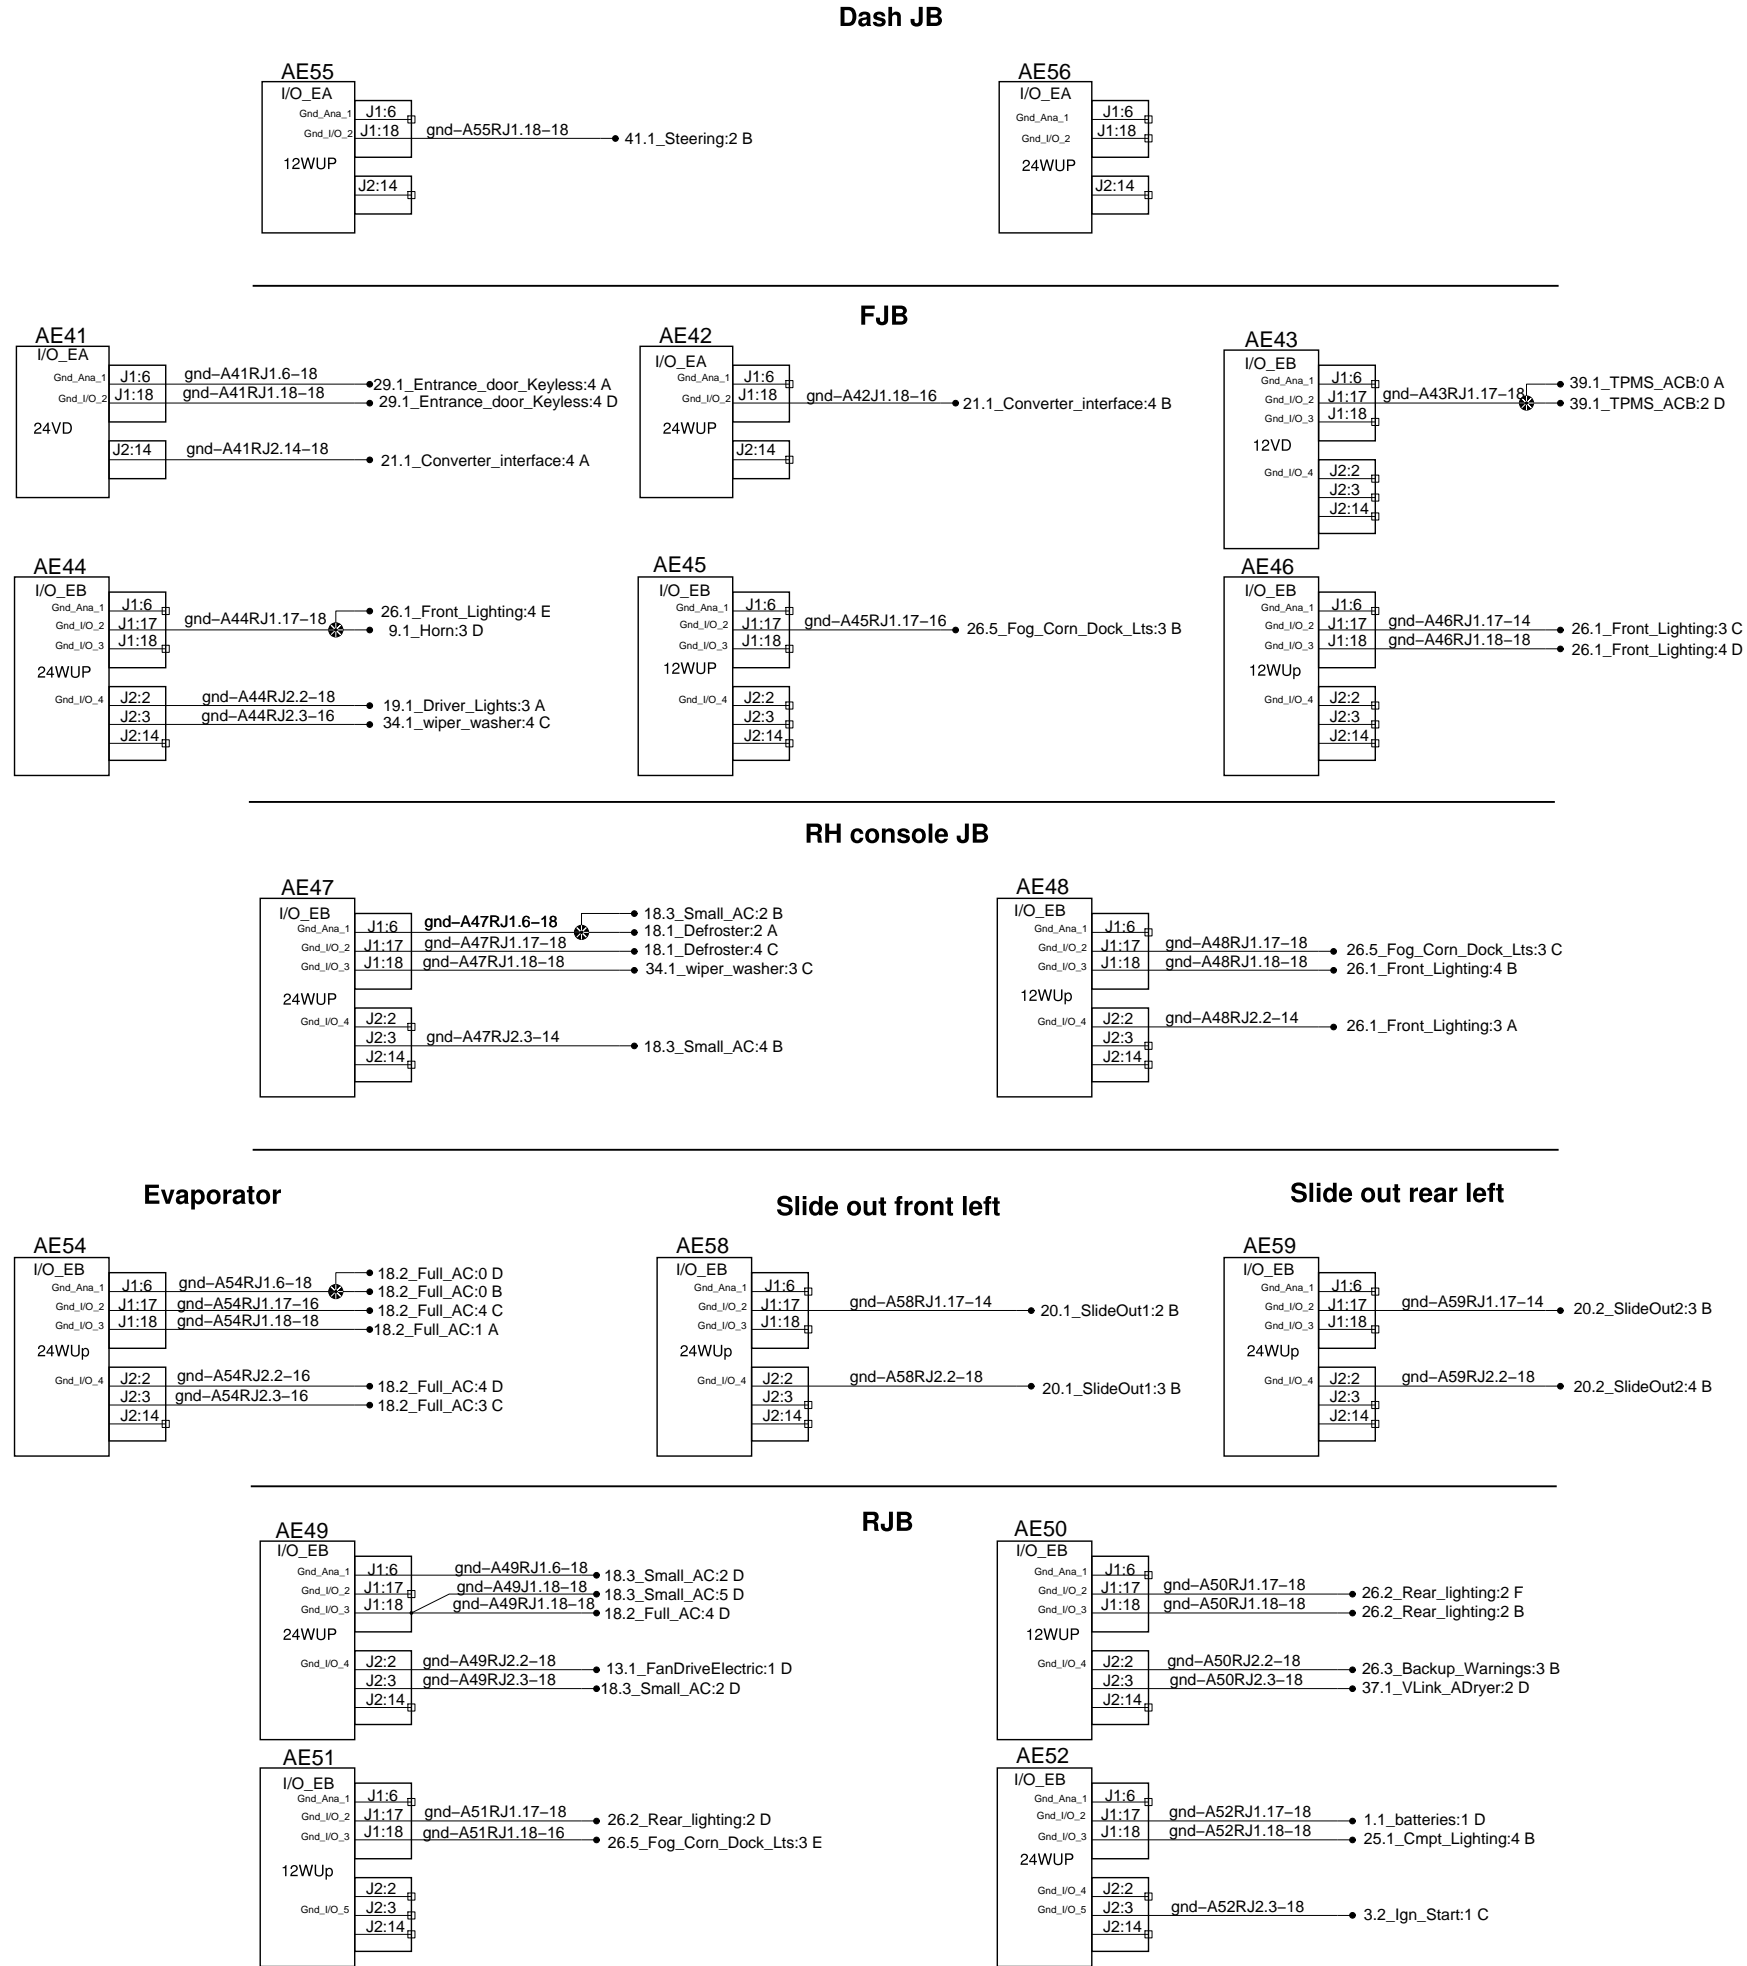 Dash JB
AE55
I/O_EA
Gnd_Ana_1
J1:6
Gnd_I/O_2
J1:18
gnd–A55RJ1.18–18
41.1_Steering:2 B
12WUP
J2:14
AE56
I/O_EA
Gnd_Ana_1
J1:6
Gnd_I/O_2
J1:18
24WUP
J2:14
FJB
AE41
I/O_EA
Gnd_Ana_1
J1:6
gnd–A41RJ1.6–18
29.1_Entrance_door_Keyless:4 A
Gnd_I/O_2
J1:18
gnd–A41RJ1.18–18
29.1_Entrance_door_Keyless:4 D
24VD
J2:14
gnd–A41RJ2.14–18
21.1_Converter_interface:4 A
AE42
I/O_EA
Gnd_Ana_1
J1:6
Gnd_I/O_2
J1:18
gnd–A42J1.18–16
21.1_Converter_interface:4 B
24WUP
J2:14
AE43
I/O_EB
Gnd_Ana_1
J1:6
Gnd_I/O_2
J1:17
gnd–A43RJ1.17–18
39.1_TPMS_ACB:0 A
39.1_TPMS_ACB:2 D
Gnd_I/O_3
J1:18
12VD
Gnd_I/O_4
J2:2
J2:3
J2:14
AE44
I/O_EB
Gnd_Ana_1
J1:6
Gnd_I/O_2
J1:17
gnd–A44RJ1.17–18
26.1_Front_Lighting:4 E
9.1_Horn:3 D
Gnd_I/O_3
J1:18
24WUP
Gnd_I/O_4
J2:2
gnd–A44RJ2.2–18
19.1_Driver_Lights:3 A
J2:3
gnd–A44RJ2.3–16
34.1_wiper_washer:4 C
J2:14
AE45
I/O_EB
Gnd_Ana_1
J1:6
Gnd_I/O_2
J1:17
gnd–A45RJ1.17–16
26.5_Fog_Corn_Dock_Lts:3 B
Gnd_I/O_3
J1:18
12WUP
Gnd_I/O_4
J2:2
J2:3
J2:14
AE46
I/O_EB
Gnd_Ana_1
J1:6
Gnd_I/O_2
J1:17
gnd–A46RJ1.17–14
26.1_Front_Lighting:3 C
Gnd_I/O_3
J1:18
gnd–A46RJ1.18–18
26.1_Front_Lighting:4 D
12WUp
Gnd_I/O_4
J2:2
J2:3
J2:14
RH console JB
AE47
I/O_EB
Gnd_Ana_1
J1:6
gnd–A47RJ1.6–18
18.3_Small_AC:2 B
18.1_Defroster:2 A
Gnd_I/O_2
J1:17
gnd–A47RJ1.17–18
18.1_Defroster:4 C
Gnd_I/O_3
J1:18
gnd–A47RJ1.18–18
34.1_wiper_washer:3 C
24WUP
Gnd_I/O_4
J2:2
J2:3
gnd–A47RJ2.3–14
18.3_Small_AC:4 B
J2:14
AE48
I/O_EB
Gnd_Ana_1
J1:6
Gnd_I/O_2
J1:17
gnd–A48RJ1.17–18
26.5_Fog_Corn_Dock_Lts:3 C
Gnd_I/O_3
J1:18
gnd–A48RJ1.18–18
26.1_Front_Lighting:4 B
12WUp
Gnd_I/O_4
J2:2
gnd–A48RJ2.2–14
26.1_Front_Lighting:3 A
J2:3
J2:14
Evaporator
AE54
I/O_EB
Gnd_Ana_1
J1:6
gnd–A54RJ1.6–18
18.2_Full_AC:0 D
18.2_Full_AC:0 B
Gnd_I/O_2
J1:17
gnd–A54RJ1.17–16
18.2_Full_AC:4 C
Gnd_I/O_3
J1:18
gnd–A54RJ1.18–18
18.2_Full_AC:1 A
24WUp
Gnd_I/O_4
J2:2
gnd–A54RJ2.2–16
18.2_Full_AC:4 D
J2:3
gnd–A54RJ2.3–16
18.2_Full_AC:3 C
J2:14
Slide out front left
AE58
I/O_EB
Gnd_Ana_1
J1:6
Gnd_I/O_2
J1:17
gnd–A58RJ1.17–14
20.1_SlideOut1:2 B
Gnd_I/O_3
J1:18
24WUp
Gnd_I/O_4
J2:2
gnd–A58RJ2.2–18
20.1_SlideOut1:3 B
J2:3
J2:14
Slide out rear left
AE59
I/O_EB
Gnd_Ana_1
J1:6
Gnd_I/O_2
J1:17
gnd–A59RJ1.17–14
20.2_SlideOut2:3 B
Gnd_I/O_3
J1:18
24WUp
Gnd_I/O_4
J2:2
gnd–A59RJ2.2–18
20.2_SlideOut2:4 B
J2:3
J2:14
RJB
AE49
I/O_EB
Gnd_Ana_1
J1:6
gnd–A49RJ1.6–18
18.3_Small_AC:2 D
Gnd_I/O_2
J1:17
gnd–A49J1.18–18
18.3_Small_AC:5 D
Gnd_I/O_3
J1:18
gnd–A49RJ1.18–18
18.2_Full_AC:4 D
24WUP
Gnd_I/O_4
J2:2
gnd–A49RJ2.2–18
13.1_FanDriveElectric:1 D
J2:3
gnd–A49RJ2.3–18
18.3_Small_AC:2 D
J2:14
AE50
I/O_EB
Gnd_Ana_1
J1:6
Gnd_I/O_2
J1:17
gnd–A50RJ1.17–18
26.2_Rear_lighting:2 F
Gnd_I/O_3
J1:18
gnd–A50RJ1.18–18
26.2_Rear_lighting:2 B
12WUP
Gnd_I/O_4
J2:2
gnd–A50RJ2.2–18
26.3_Backup_Warnings:3 B
J2:3
gnd–A50RJ2.3–18
37.1_VLink_ADryer:2 D
J2:14
AE51
I/O_EB
Gnd_Ana_1
J1:6
Gnd_I/O_2
J1:17
gnd–A51RJ1.17–18
26.2_Rear_lighting:2 D
Gnd_I/O_3
J1:18
gnd–A51RJ1.18–16
26.5_Fog_Corn_Dock_Lts:3 E
12WUp
J2:2
Gnd_I/O_5
J2:3
J2:14
AE52
I/O_EB
Gnd_Ana_1
J1:6
Gnd_I/O_2
J1:17
gnd–A52RJ1.17–18
1.1_batteries:1 D
Gnd_I/O_3
J1:18
gnd–A52RJ1.18–18
25.1_Cmpt_Lighting:4 B
24WUP
Gnd_I/O_4
J2:2
Gnd_I/O_5
J2:3
gnd–A52RJ2.3–18
3.2_Ign_Start:1 C
J2:14